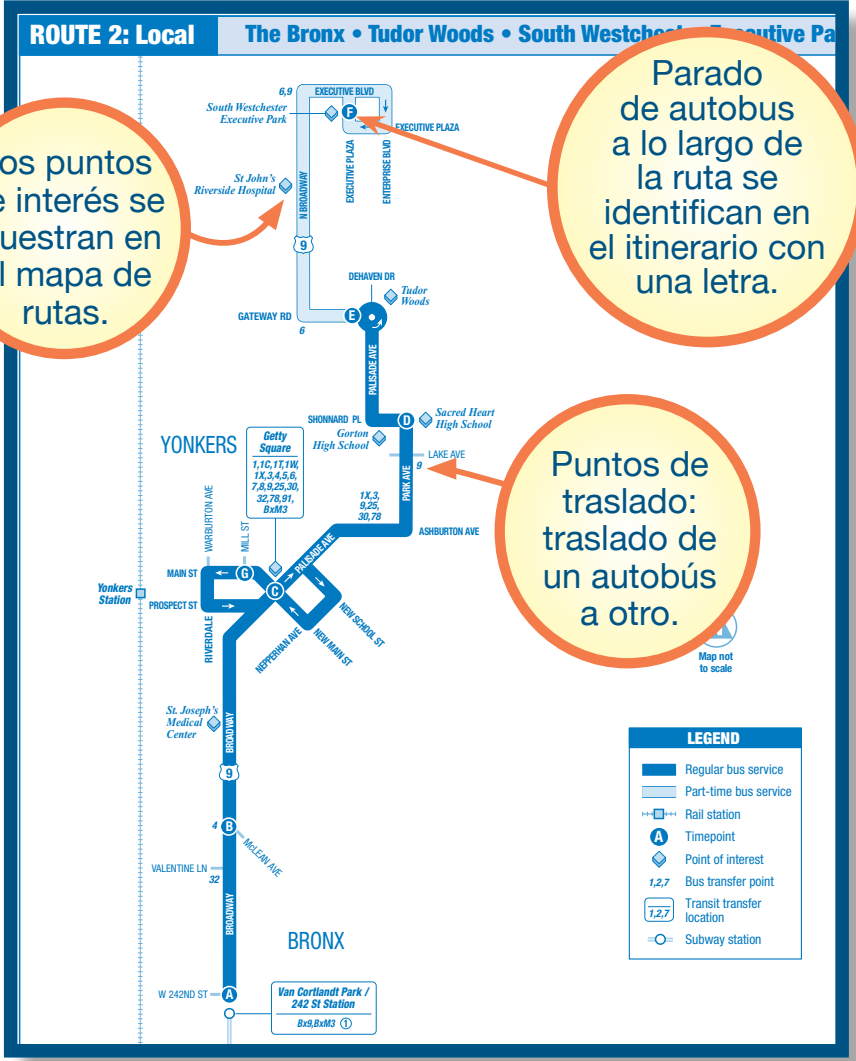 ROUTE 2: Local
The Bronx • Tudor Woods • South Westche
utive Pa
Parado
de autobus
a lo largo de
la ruta se
identifican en
el itinerario con
una letra.
os puntos
interés se
uestran en
mapa de
rutas.
6,9
EXECUTIVE BLVD
South Westchester
Executive Park
F
EXECUTIVE PLAZA
EXECUTIVE PLAZA
ENTERPRISE BLVD
St John's
Riverside Hospital
N BROADWAY
9
DEHAVEN DR
Tudor
Woods
GATEWAY RD
E
6
PALISADE AVE
SHONNARD PL
D
Sacred Heart
High School
Gorton
High School
LAKE AVE
9
PARK AVE
Puntos de
traslado:
traslado de
un autobús
a otro.
YONKERS
Getty
Square
1,1C,1T,1W,
1X,3,4,5,6,
7,8,9,25,30,
32,78,91,
BxM3
1X,3,
9,25,
30,78
ASHBURTON AVE
WARBURTON AVE
MILL ST
PALISADE AVE
MAIN ST
G
C
Yonkers
Station
PROSPECT ST
RIVERDALE
NEPPERHAN AVE
NEW MAIN ST
NEW SCHOOL ST
Map not
to scale
St. Joseph's
Medical
Center
BROADWAY
9
4
B
McLEAN AVE
VALENTINE LN
32
BROADWAY
BRONX
W 242ND ST
A
Van Cortlandt Park /
242 St Station
Bx9,BxM3 1
LEGEND
Regular bus service
Part-time bus service
Rail station
A Timepoint
Point of interest
1,2,7 Bus transfer point
1,2,7 Transit transfer
location
Subway station